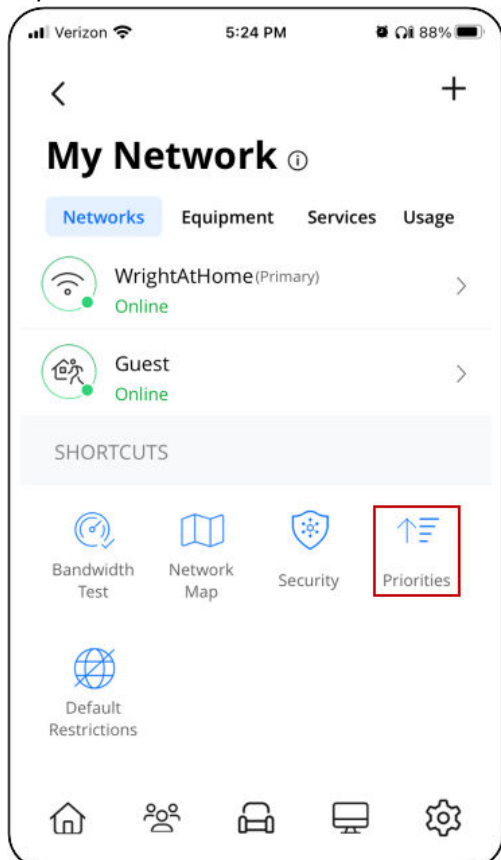 Verizon 5:24 PM 88%
My Network
Networks Equipment Services Usage
WrightAtHome (Primary)
Online
Guest
Online
SHORTCUTS
Bandwidth Test
Network Map
Security
Priorities
Default
Restrictions